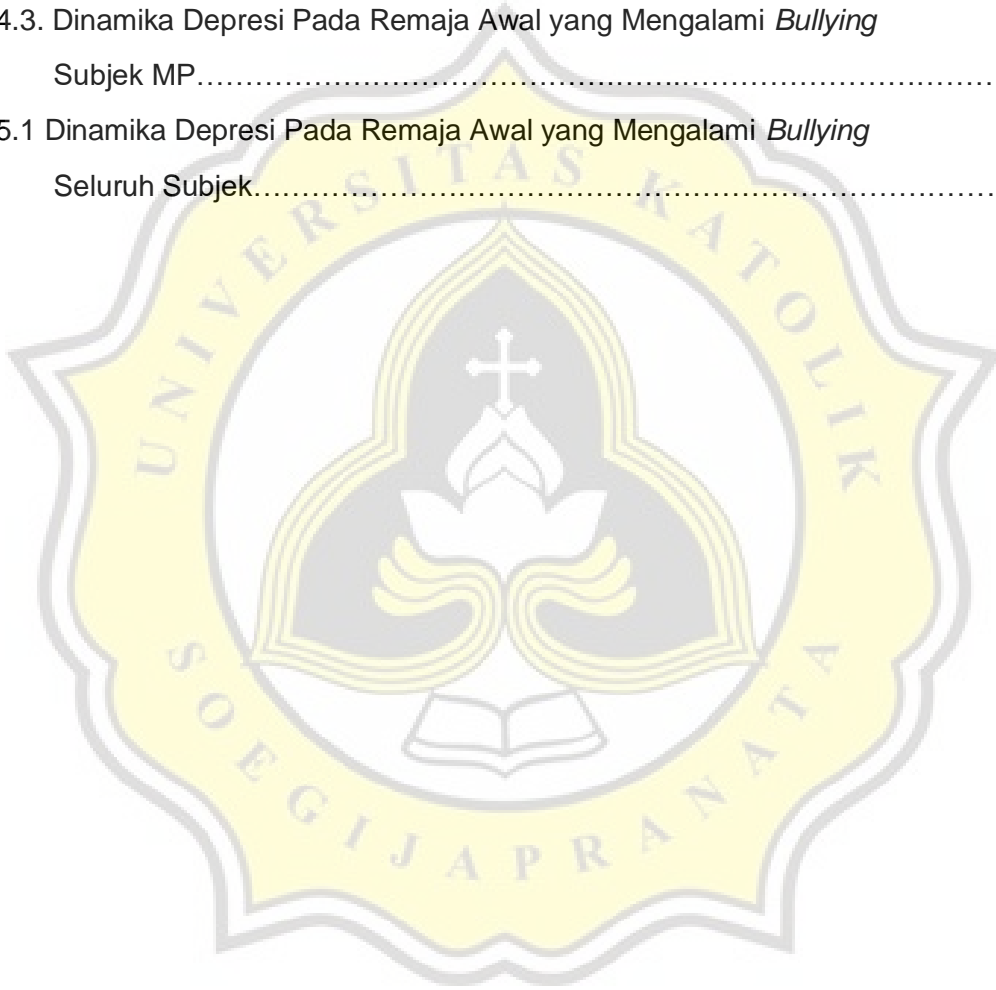 4.3. Dinamika Depresi Pada Remaja Awal yang Mengalami Bullying
Subjek MP……………………………………………………………………
5.1 Dinamika Depresi Pada Remaja Awal yang Mengalami Bullying
Seluruh Subjek………………………………………………………………
UNIVERSITAS KATOLIK
SOEGIJAPRANATA